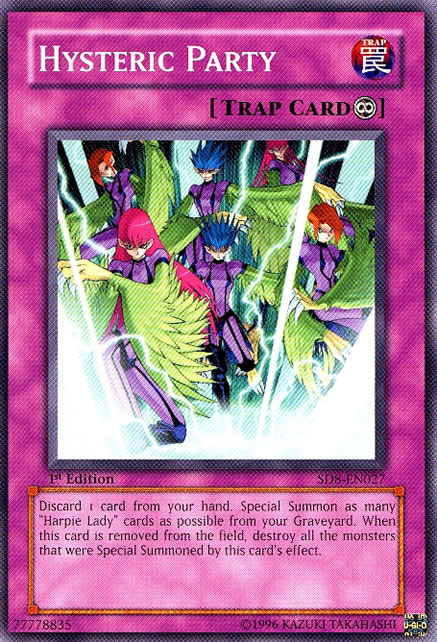 HYSTERIC PARTY
TRAP
罠
[TRAP CARD]
1st Edition
SD8-EN027
Discard 1 card from your hand. Special Summon as many
"Harpie Lady" cards as possible from your Graveyard. When
this card is removed from the field, destroy all the monsters
that were Special Summoned by this card's effect.
77778835
©1996 KAZUKI TAKAHASHI